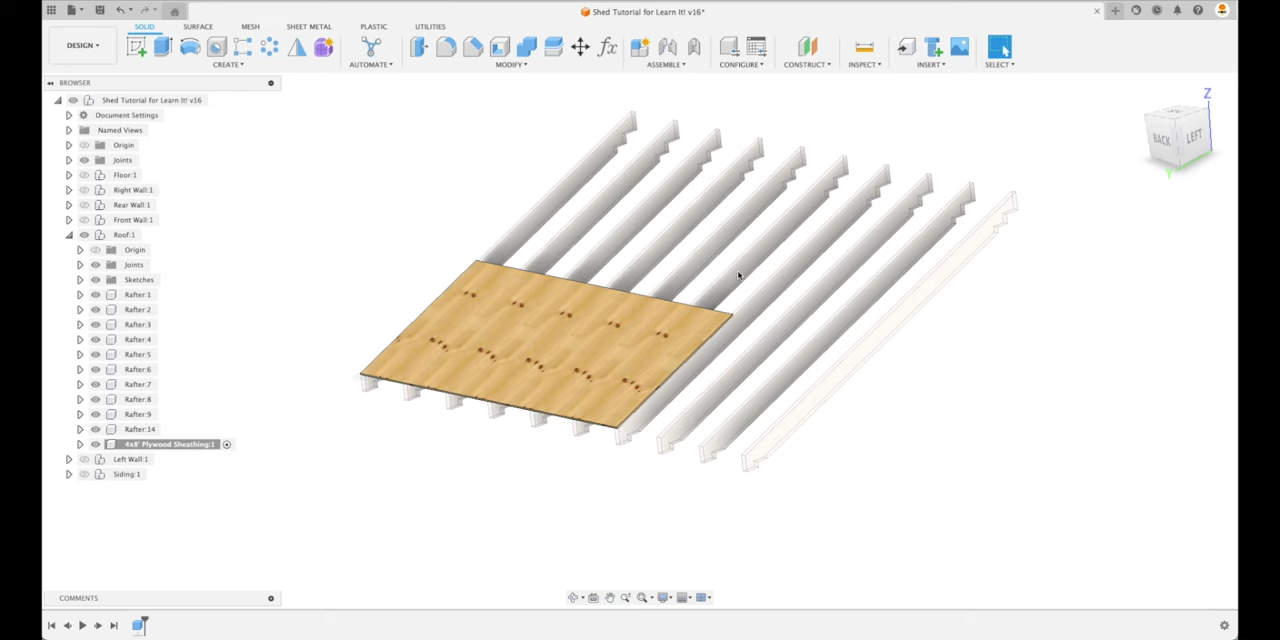 Shed Tutorial for Learn It! v16*
DESIGN
SOLID SURFACE MESH SHEET METAL PLASTIC UTILITIES
CREATE AUTOMATE MODIFY ASSEMBLE CONFIGURE CONSTRUCT INSPECT INSERT SELECT
BROWSER
Shed Tutorial for Learn It! v16
Document Settings
Named Views
Origin
Joints
Floor:1
Right Wall:1
Rear Wall:1
Front Wall:1
Roof:1
Origin
Joints
Sketches
Rafter:1
Rafter:2
Rafter:3
Rafter:4
Rafter:5
Rafter:6
Rafter:7
Rafter:8
Rafter:9
Rafter:14
4x8' Plywood Sheathing:1
Left Wall:1
Siding:1
Z
BACK LEFT
Y
COMMENTS